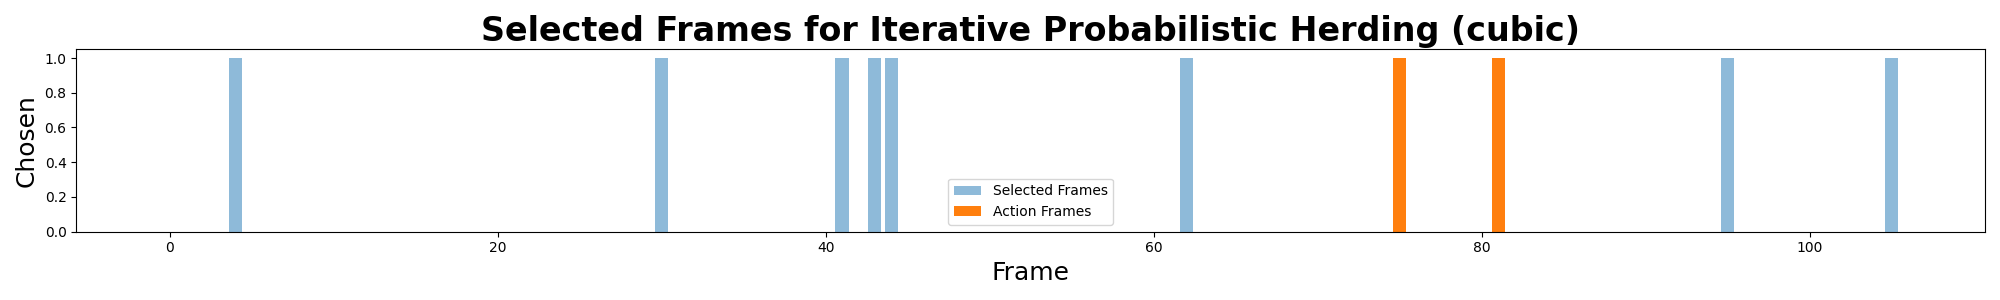 Selected Frames for Iterative Probabilistic Herding (cubic)
Chosen
1.0
0.8
0.6
0.4
0.2
0.0
Selected Frames
Action Frames
0 20 40 60 80 100
Frame